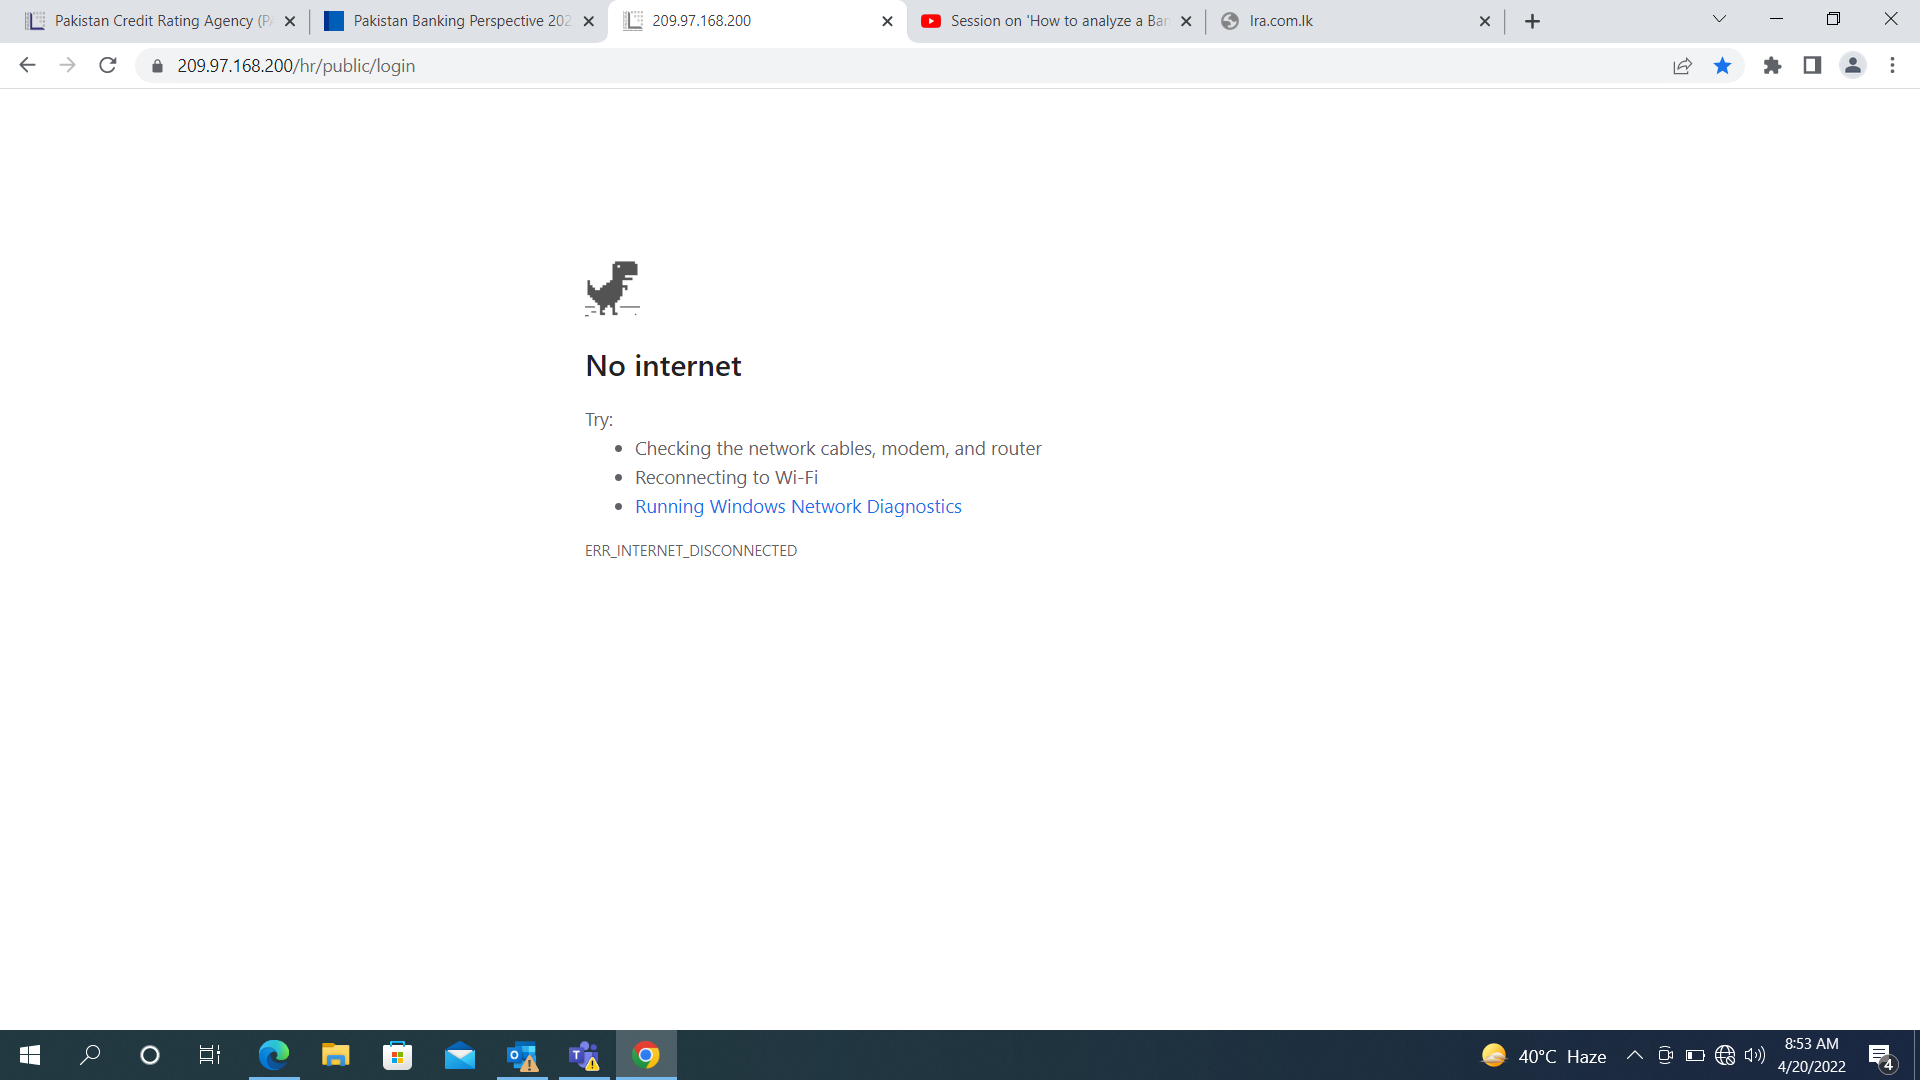 Pakistan Credit Rating Agency (PA
Pakistan Banking Perspective 202
209.97.168.200
Session on 'How to analyze a Ban
lra.com.lk
209.97.168.200/hr/public/login
No internet
Try:
Checking the network cables, modem, and router
Reconnecting to Wi-Fi
Running Windows Network Diagnostics
ERR_INTERNET_DISCONNECTED
40°C Haze
8:53 AM
4/20/2022
4